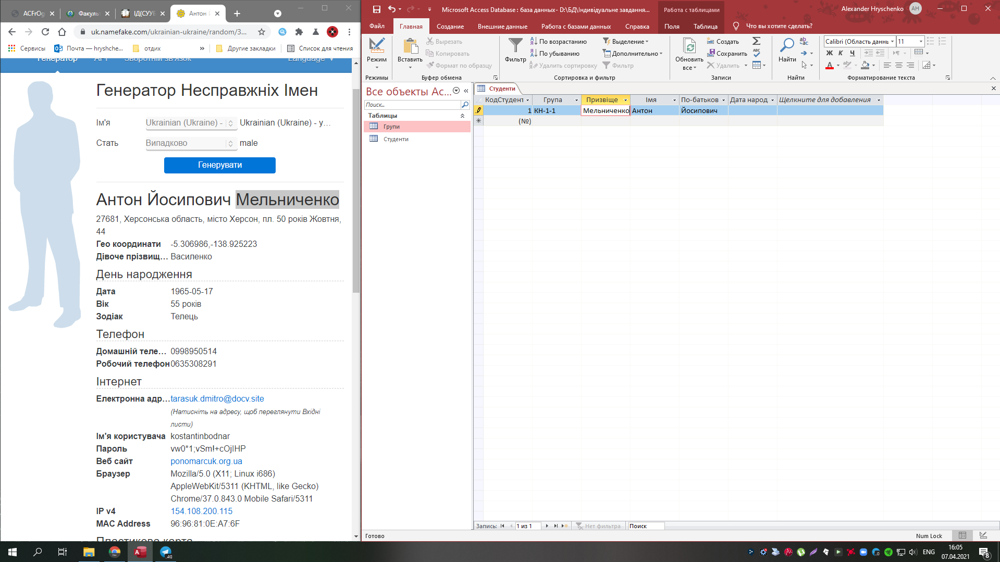 ACFrOg
Факуль
ІД(СУУБ
Антон Й
uk.namefake.com/ukrainian-ukraine/random/3...
Сервисы
Почта — hryshche...
отдих
»
Другие закладки
Список для чтения
Генератор
API
Зворотній зв'язок
Language
Генератор Несправжніх Імен
Ім'я
Ukrainian (Ukraine) -
Ukrainian (Ukraine) - y...
Стать
Випадково
male
Генерувати
Антон Йосипович Мельниченко
27681, Херсонська область, місто Херсон, пл. 50 років Жовтня,
44
Гео координати -5.306986,-138.925223
Дівоче прізвищ... Василенко
День народження
Дата 1965-05-17
Вік 55 років
Зодіак Телець
Телефон
Домашній теле... 0998950514
Робочий телефон 0635308291
Інтернет
Електронна адр... tarasuk.dmitro@docv.site
(Натисніть на адресу, щоб переглянути Вхідні
листи)
Ім'я користувача kostantinbodnar
Пароль vw0*1;vSm!+cOjIHP
Веб сайт ponomarcuk.org.ua
Браузер Mozilla/5.0 (X11; Linux i686)
AppleWebKit/5311 (KHTML, like Gecko)
Chrome/37.0.843.0 Mobile Safari/5311
IP v4 154.108.200.115
MAC Address 96:96:81:0E:A7:6F
Пластикова карта
Microsoft Access Database : база данных- D:\БД\Індивідуальне завдання...
Работа с таблицами
Alexander Hryschenko
AH
Файл
Главная
Создание
Внешние данные
Работа с базами данных
Справка
Поля
Таблица
Что вы хотите сделать?
Режим
Режимы
Вставить
Вырезать
Копировать
Формат по образцу
Буфер обмена
Фильтр
По возрастанию
По убыванию
Удалить сортировку
Выделение
Дополнительно
Фильтр
Сортировка и фильтр
Обновить
все
Создать
Сохранить
Удалить
Записи
Найти
Найти
Calibri (Область даннь
11
Ж К Ч
Форматирование текста
Все объекты Ac...
Поиск...
Таблицы
Групи
Студенти
Студенти
КодСтудент
Група
Призвіще
Імя
По-батьков
Дата народ
Щелкните для добавления
1 КН-1-1 Мельниченко Антон Йосипович
(№)
Запись:
1 из 1
Нет фильтра
Поиск
Готово
Num Lock
.40
ENG
16:05
07.04.2021
8